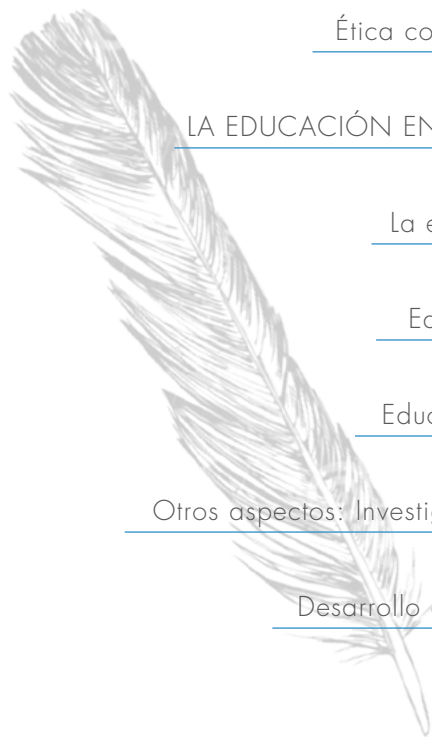 Ética co
LA EDUCACIÓN EN
La e
Ed
Educ
Otros aspectos: Investig
Desarrollo